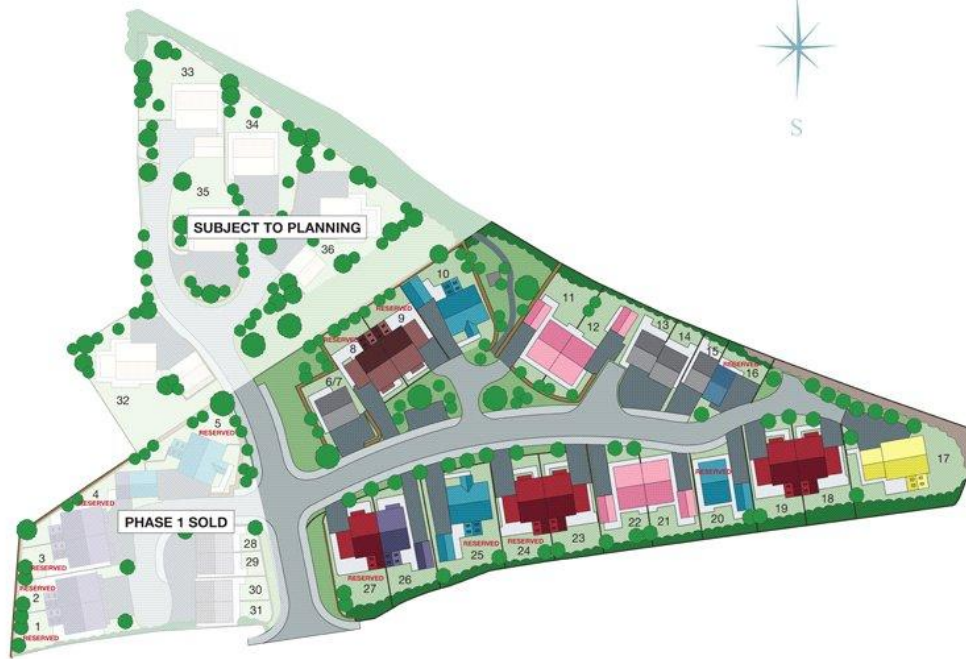 S
33
34
35
SUBJECT TO PLANNING
36
32
10
RESERVED
9
RESERVED
8
6/7
11
12
13
14
15
RESERVED
16
5
RESERVED
4
RESERVED
PHASE 1 SOLD
3
RESERVED
RESERVED
2
1
RESERVED
28
29
30
31
RESERVED
27
26
RESERVED
25
RESERVED
24
23
22
21
RESERVED
20
19
18
17